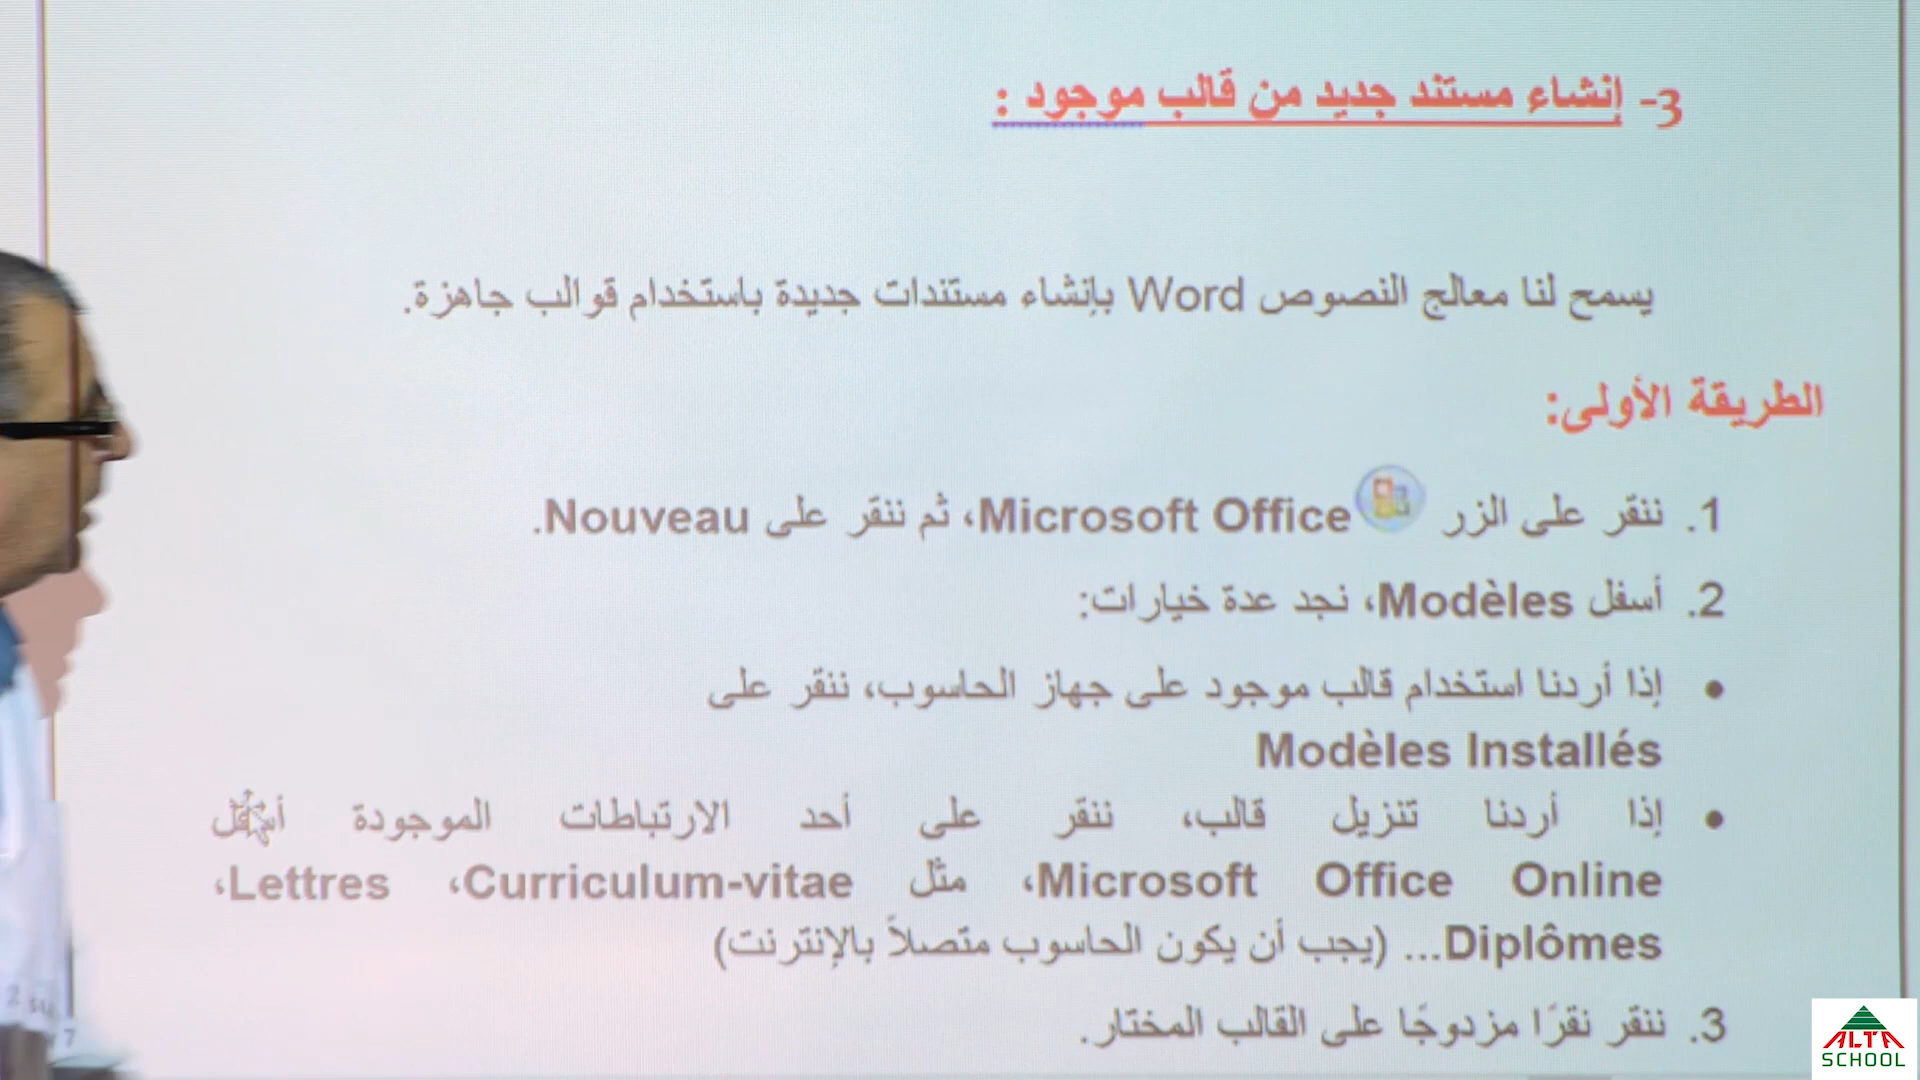 3- إنشاء مستند جديد من قالب موجود :
يسمح لنا معالج النصوص Word بإنشاء مستندات جديدة باستخدام قوالب جاهزة.
الطريقة الأولى:
1. ننقر على الزر Microsoft Office، ثم ننقر على Nouveau.
2. أسفل Modèles، نجد عدة خيارات:
• إذا أردنا استخدام قالب موجود على جهاز الحاسوب، ننقر على
Modèles Installés
• إذا أردنا تنزيل قالب، ننقر على أحد الارتباطات الموجودة أسفل
Microsoft Office Online، مثل Curriculum-vitae، Lettres،
Diplômes... (يجب أن يكون الحاسوب متصلاً بالإنترنت)
3. ننقر نقرًا مزدوجًا على القالب المختار.
ALTA
SCHOOL